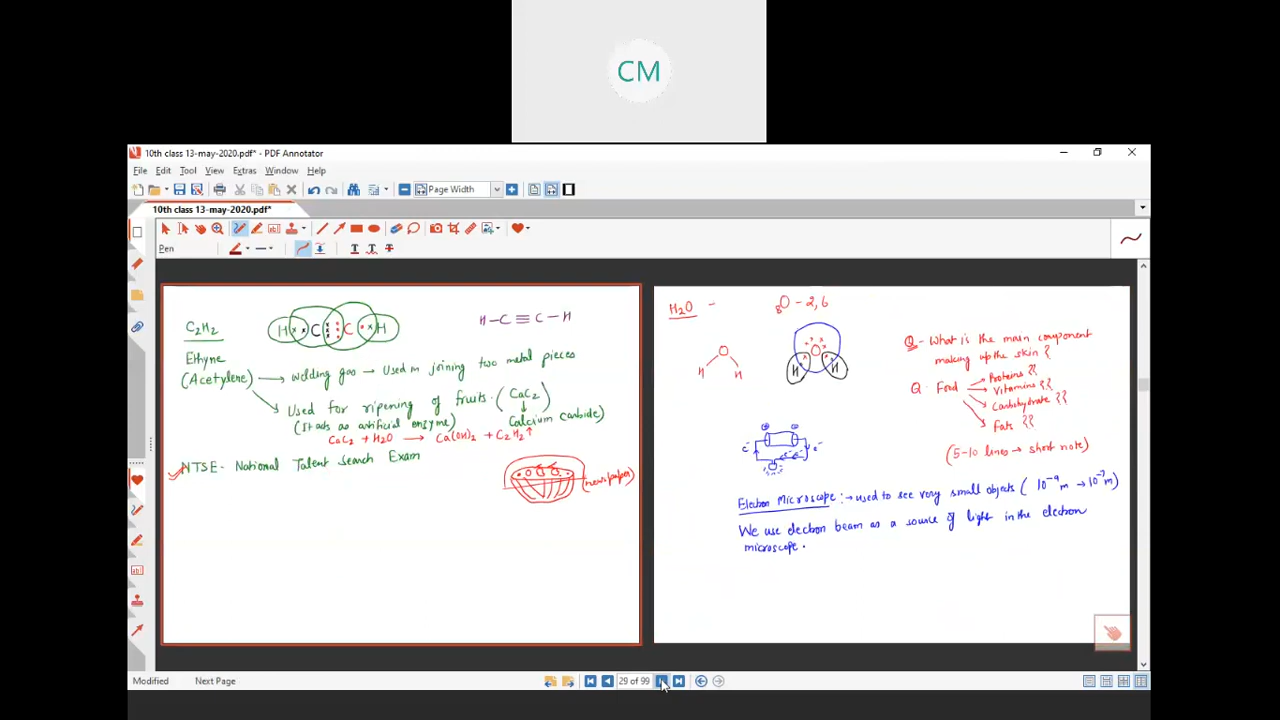 CM
10th class 13-may-2020.pdf* - PDF Annotator
File Edit Tool View Extras Window Help
Page Width
10th class 13-may-2020.pdf*
Pen
C2H2
H C C H
H-C≡C-H
Ethyne
(Acetylene) → welding gas → Used in joining two metal pieces
Used for ripening of fruits. (CaC2)
(It acts as artificial enzyme)
Calcium carbide)
CaC2 + H2O → Ca(OH)2 + C2H2↑
NTSE - National Talent Search Exam
(newspaper)
H2O -
8O - 2,6
O
H H
O
H H
Q - What is the main component
making up the skin ?
Q - Food
Proteins ??
Vitamins ??
Carbohydrate ??
Fats ??
(5-10 lines → short note)
e⁻ e⁻ e⁻
Electron Microscope :→ used to see very small objects ( 10⁻⁹m → 10⁻⁷m)
We use electron beam as a source of light in the electron
microscope.
Modified Next Page 29 of 99